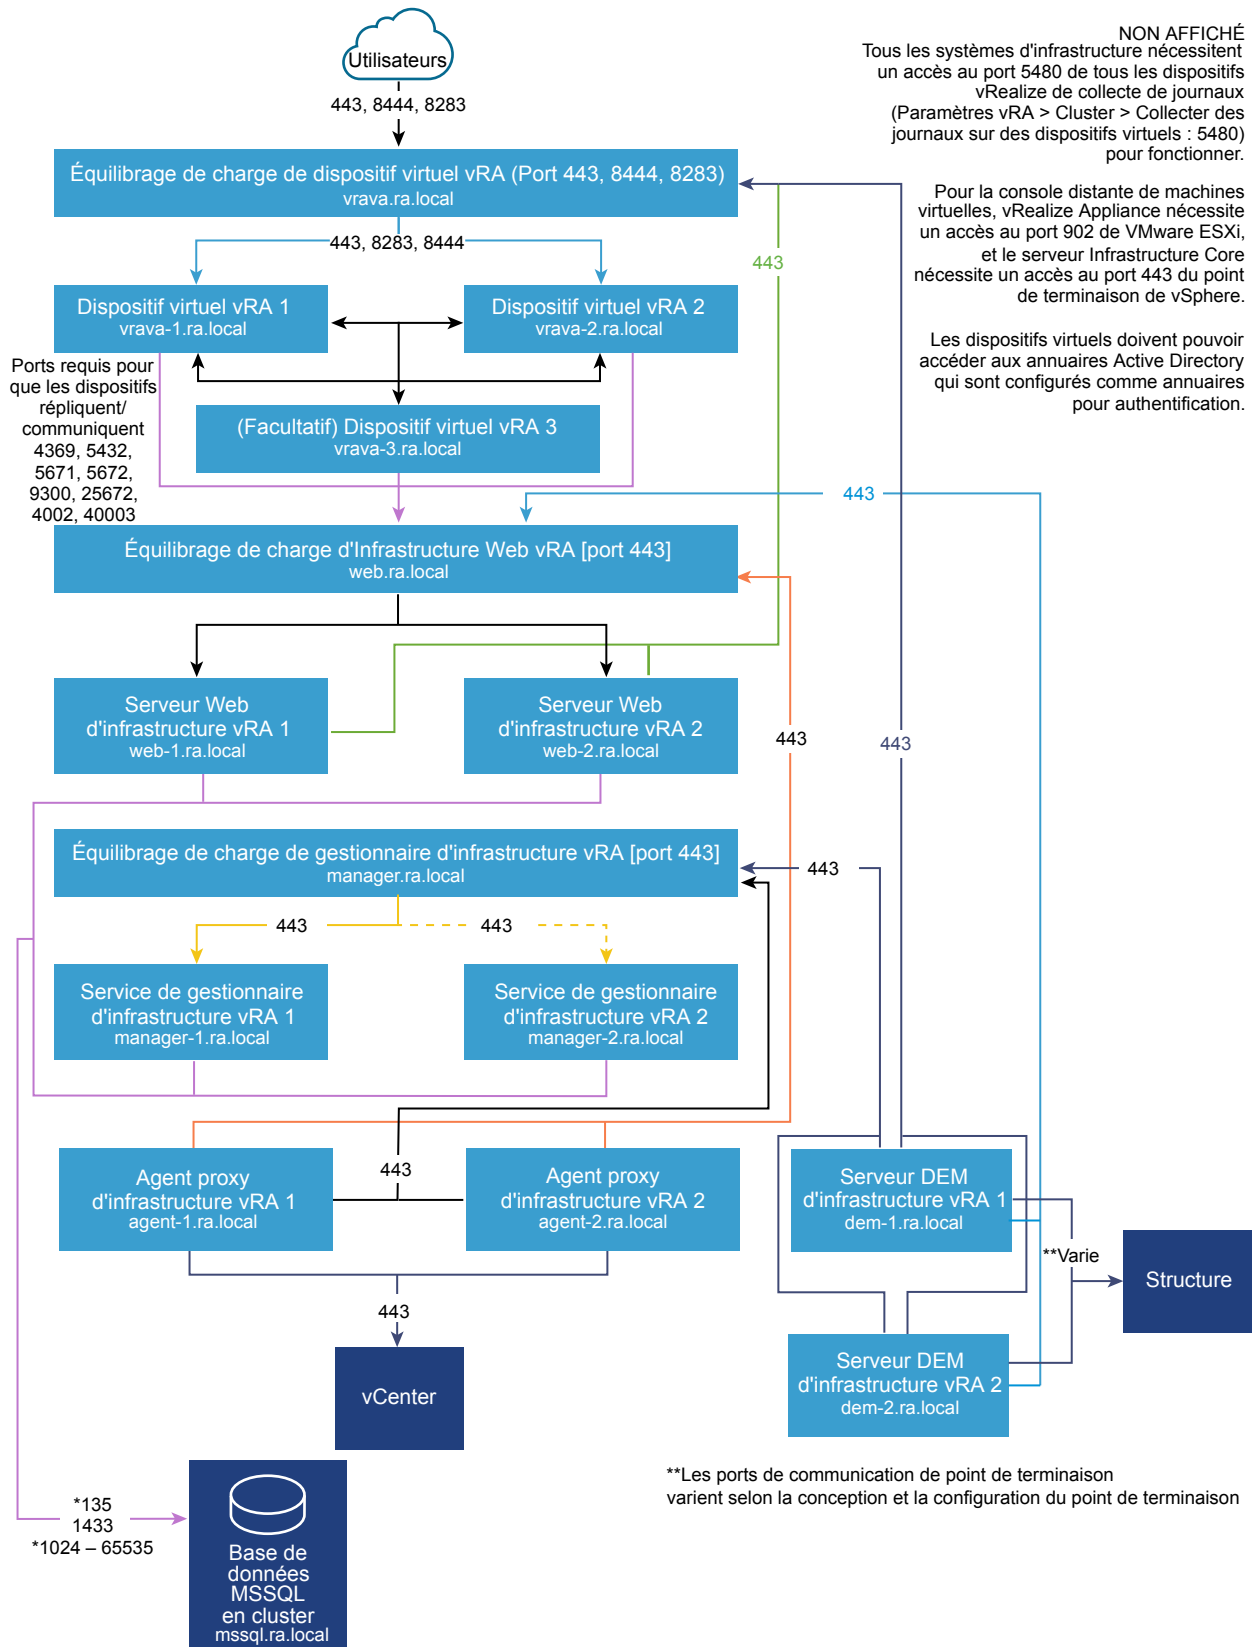 Utilisateurs
443, 8444, 8283
NON AFFICHÉ
Tous les systèmes d'infrastructure nécessitent
un accès au port 5480 de tous les dispositifs
vRealize de collecte de journaux
(Paramètres vRA > Cluster > Collecter des
journaux sur des dispositifs virtuels : 5480)
pour fonctionner.
Pour la console distante de machines
virtuelles, vRealize Appliance nécessite
un accès au port 902 de VMware ESXi,
et le serveur Infrastructure Core
nécessite un accès au port 443 du point
de terminaison de vSphere.
Les dispositifs virtuels doivent pouvoir
accéder aux annuaires Active Directory
qui sont configurés comme annuaires
pour authentification.
Équilibrage de charge de dispositif virtuel vRA (Port 443, 8444, 8283)
vrava.ra.local
443, 8283, 8444
443
Dispositif virtuel vRA 1
vrava-1.ra.local
Dispositif virtuel vRA 2
vrava-2.ra.local
Ports requis pour
que les dispositifs
répliquent/
communiquent
4369, 5432,
5671, 5672,
9300, 25672,
4002, 40003
(Facultatif) Dispositif virtuel vRA 3
vrava-3.ra.local
443
Équilibrage de charge d'Infrastructure Web vRA [port 443]
web.ra.local
Serveur Web
d'infrastructure vRA 1
web-1.ra.local
Serveur Web
d'infrastructure vRA 2
web-2.ra.local
443
443
Équilibrage de charge de gestionnaire d'infrastructure vRA [port 443]
manager.ra.local
443
443
443
Service de gestionnaire
d'infrastructure vRA 1
manager-1.ra.local
Service de gestionnaire
d'infrastructure vRA 2
manager-2.ra.local
Agent proxy
d'infrastructure vRA 1
agent-1.ra.local
443
Agent proxy
d'infrastructure vRA 2
agent-2.ra.local
Serveur DEM
d'infrastructure vRA 1
dem-1.ra.local
**Varie
Structure
443
vCenter
Serveur DEM
d'infrastructure vRA 2
dem-2.ra.local
**Les ports de communication de point de terminaison
varient selon la conception et la configuration du point de terminaison
*135
1433
*1024 – 65535
Base de
données
MSSQL
en cluster
mssql.ra.local